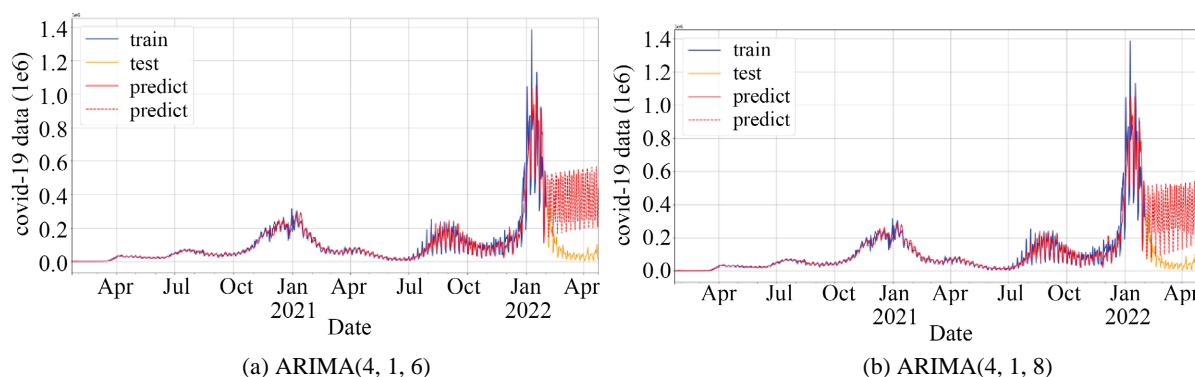 1e6
1.4
1.2
1.0
0.8
0.6
0.4
0.2
0.0
covid-19 data (1e6)
train
test
predict
predict
Apr Jul Oct Jan Apr Jul Oct Jan Apr
2021 2022
Date
(a) ARIMA(4, 1, 6)
1e6
1.4
1.2
1.0
0.8
0.6
0.4
0.2
0.0
covid-19 data (1e6)
train
test
predict
predict
Apr Jul Oct Jan Apr Jul Oct Jan Apr
2021 2022
Date
(b) ARIMA(4, 1, 8)